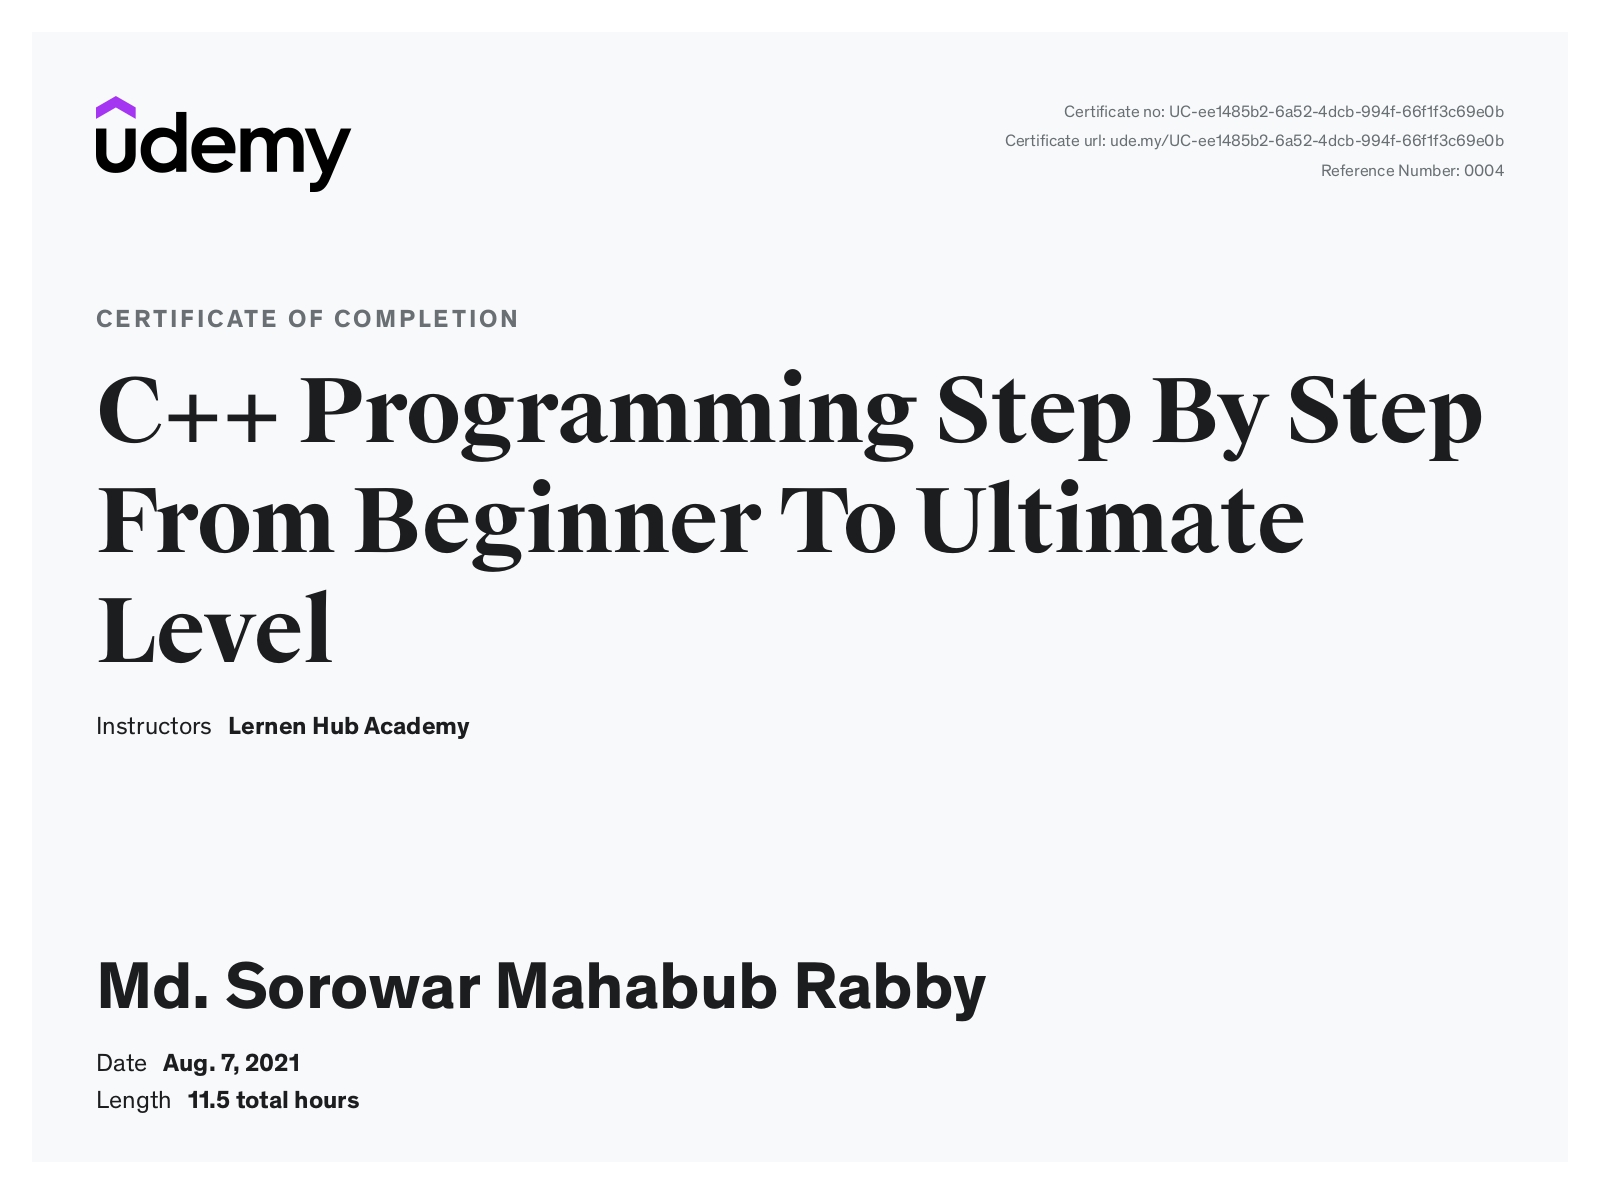 udemy
Certificate no: UC-ee1485b2-6a52-4dcb-994f-66f1f3c69e0b
Certificate url: ude.my/UC-ee1485b2-6a52-4dcb-994f-66f1f3c69e0b
Reference Number: 0004
CERTIFICATE OF COMPLETION
C++ Programming Step By Step
From Beginner To Ultimate
Level
Instructors Lernen Hub Academy
Md. Sorowar Mahabub Rabby
Date Aug. 7, 2021
Length 11.5 total hours